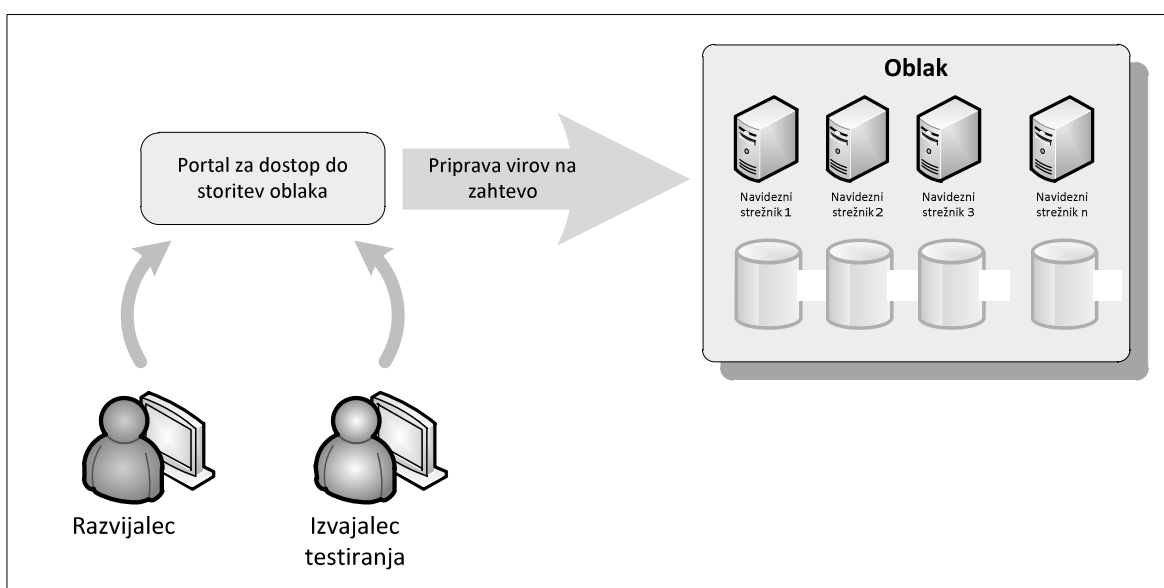 Oblak
Portal za dostop do
storitev oblaka
Priprava virov na
zahtevo
Navidezni
strežnik 1
Navidezni
strežnik 2
Navidezni
strežnik 3
Navidezni
strežnik n
Razvijalec
Izvajalec
testiranja